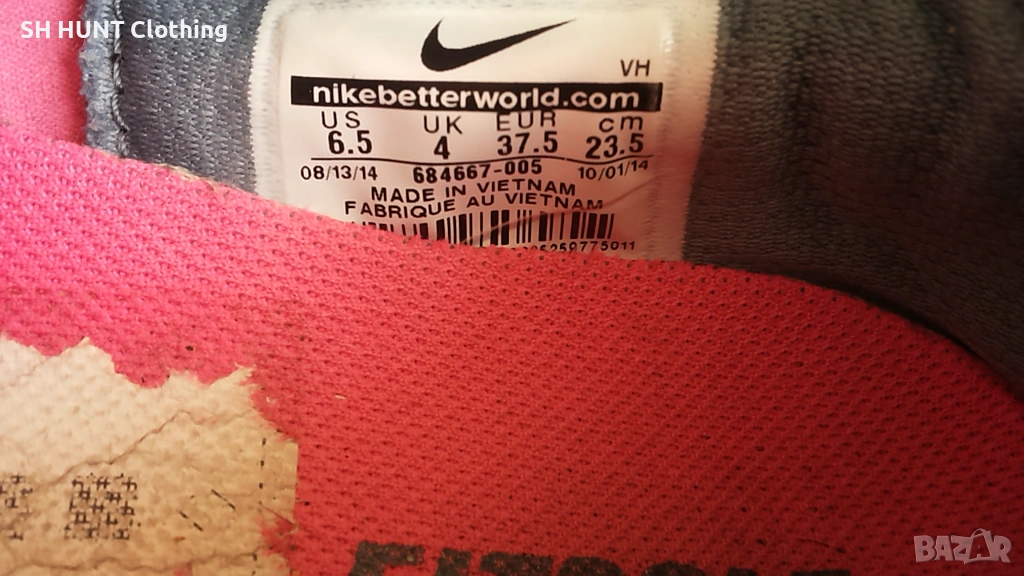 SH HUNT Clothing
VH
nikebetterworld.com
US UK EUR cm
6.5 4 37.5 23.5
08/13/14 684667-005 10/01/14
MADE IN VIETNAM
FABRIQUE AU VIETNAM
BAZAR